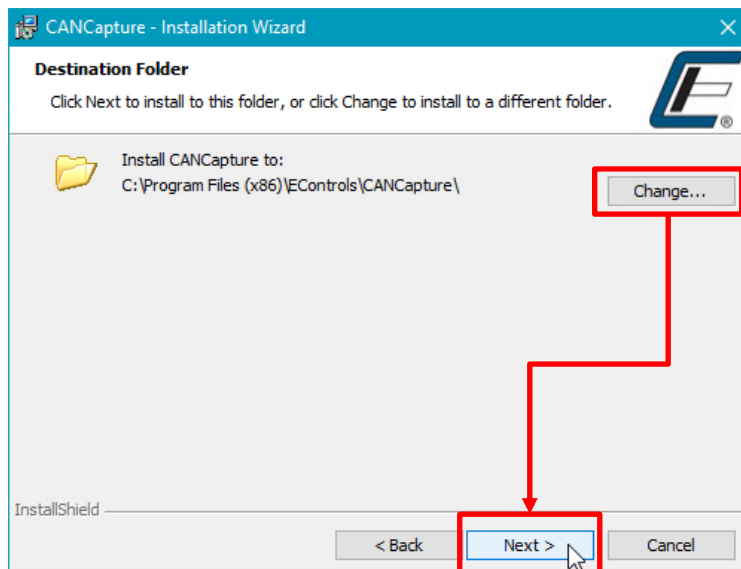 CANCapture - Installation Wizard
Destination Folder
Click Next to install to this folder, or click Change to install to a different folder.
®
Install CANCapture to:
C:\Program Files (x86)\EControls\CANCapture\
Change...
InstallShield
< Back
Next >
Cancel